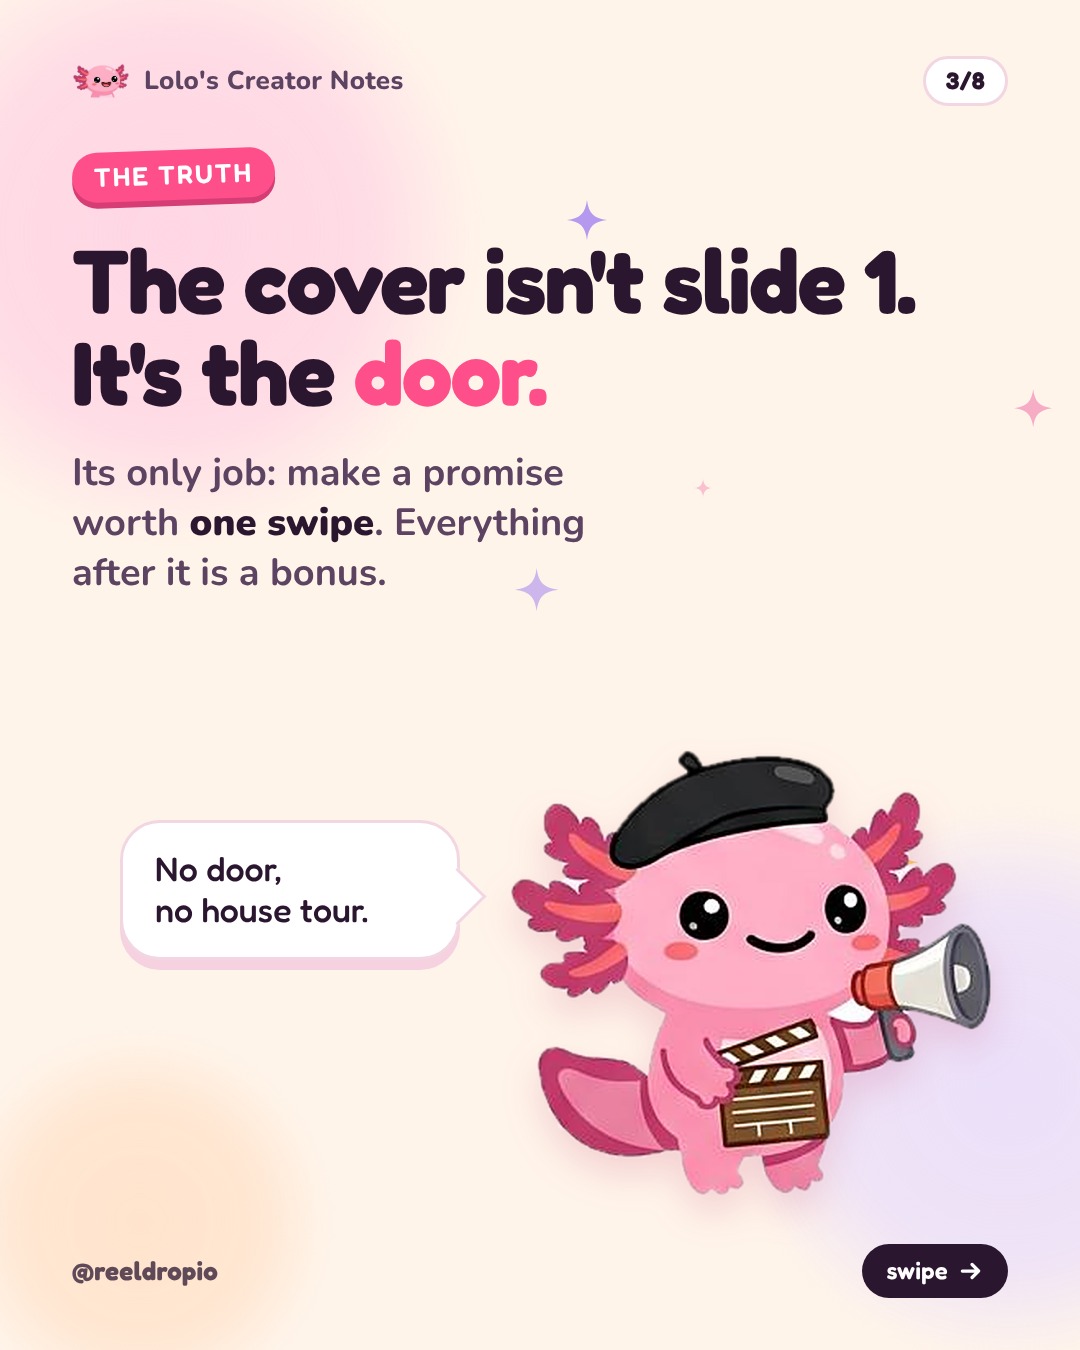 Lolo's Creator Notes
3/8
THE TRUTH
The cover isn't slide 1.
It's the door.
Its only job: make a promise
worth one swipe. Everything
after it is a bonus.
No door,
no house tour.
@reeldropio
swipe →